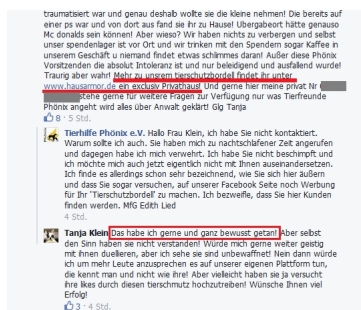 traumatisiert war und genau deshalb wollte sie die kleine nehmen! Die bereits auf
einer ps war und von dort aus fand sie ihr zu Hause! Übergabeort hätte genauso
Mc donalds sein können! Aber wieso? Wir haben nichts zu verbergen und selbst
unser spendenlager ist vor Ort und wir trinken mit den Spendern sogar Kaffee in
unserem Geschäft u niemand findet etwas schlimmes daran! Außer diese Phönix
Vorsitzenden die absolut Intoleranz ist und nur beleidigend und ausfallend wurde!
Traurig aber wahr! Mehr zu unrem tierschutzbordell findet ihr unter
www.hausarmor.de ein exclusiv Privathaus! Und gerne hier meine privat Nr
stehe gerne für weitere Fragen zur Verfügung nur was Tierfreunde
Phönix angeht wird alles über Anwalt geklärt! Glg Tanja
8 · 5 Std.
Tierhilfe Phönix e.V. Hallo Frau Klein, ich habe Sie nicht kontaktiert.
Warum sollte ich auch. Sie haben mich zu nachtschlafener Zeit angerufen
und dagegen habe ich mich verwehrt. Ich habe Sie nicht beschimpft und
ich möchte mich auch jetzt eigentlich nicht mit Ihnen auseinandersetzen.
Ich finde es allerdings schon sehr bezeichnend, wie Sie sich hier äußern
und dass Sie sogar versuchen, auf unserer Facebook Seite noch Werbung
für Ihr 'Tierschutzbordell' zu machen. Ich bezweifle, dass Sie hier Kunden
finden werden. MfG Edith Lied
4 Std.
Tanja Klein Das habe ich gerne und ganz bewusst getan! Aber selbst
den Sinn haben sie nicht verstanden! Würde mich gerne weiter geistig
mit ihnen duellieren, aber ich sehe sie sind unbewaffnet! Nein dann würde
ich um mehr Leute anzusprechen es auf unserer eigenen Plattform tun,
die kennt man und nicht wie ihre! Aber vielleicht haben sie ja versucht
ihre likes durch diesen tierschmutz hochzutreiben! Wünsche Ihnen viel
Erfolg!
3 · 4 Std.